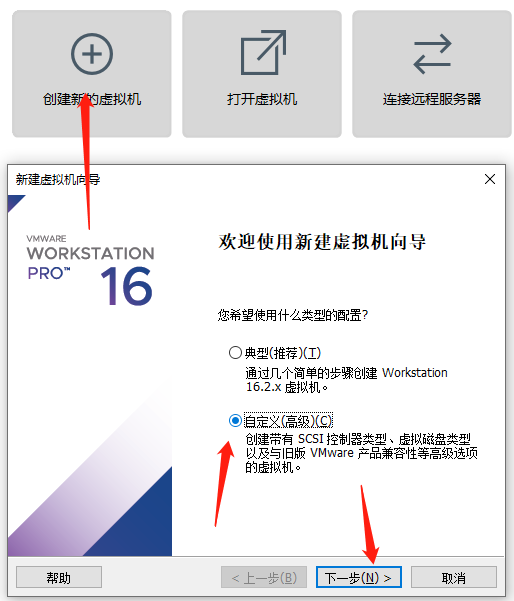 创建新的虚拟机
打开虚拟机
连接远程服务器
新建虚拟机向导
VMWARE
WORKSTATION
PRO™ 16
欢迎使用新建虚拟机向导
您希望使用什么类型的配置?
典型(推荐)(T)
通过几个简单的步骤创建 Workstation
16.2.x 虚拟机。
自定义(高级)(C)
创建带有 SCSI 控制器类型、虚拟磁盘类型
以及与旧版 VMware 产品兼容性等高级选项
的虚拟机。
帮助
< 上一步(B)
下一步(N) >
取消